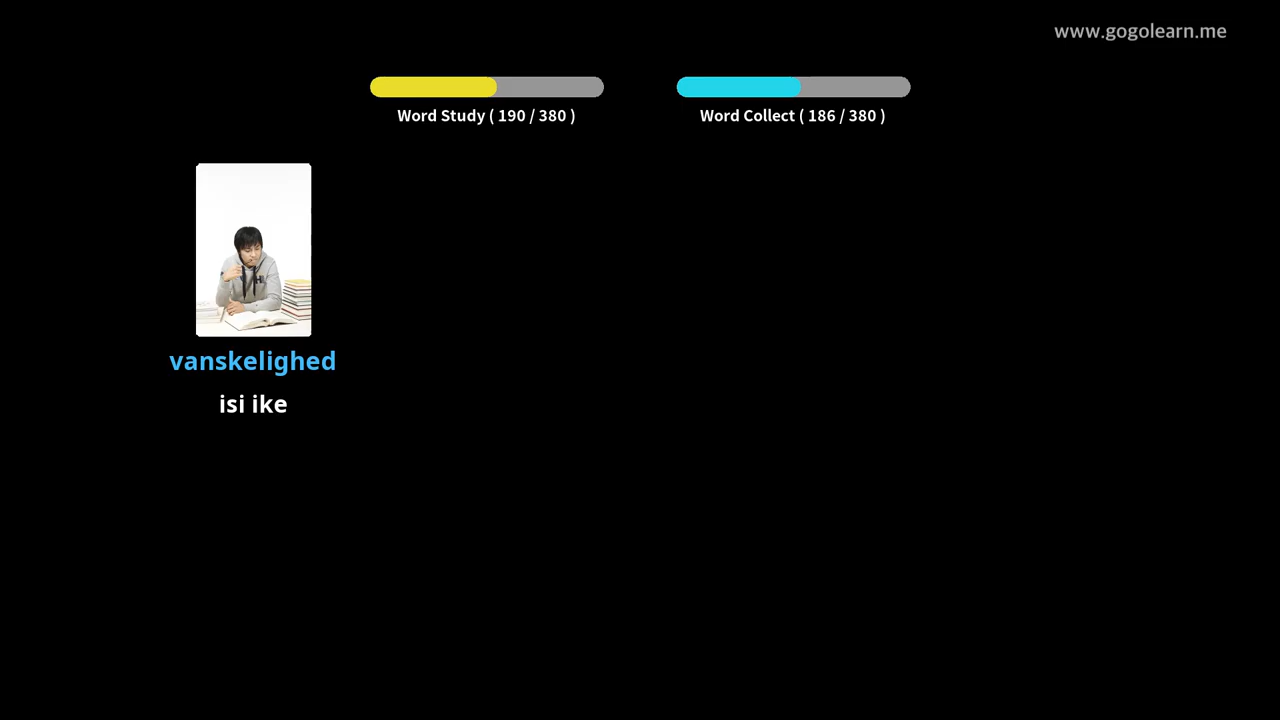 www.gogolearn.me
Word Study ( 190 / 380 )
Word Collect ( 186 / 380 )
vanskelighed
isi ike